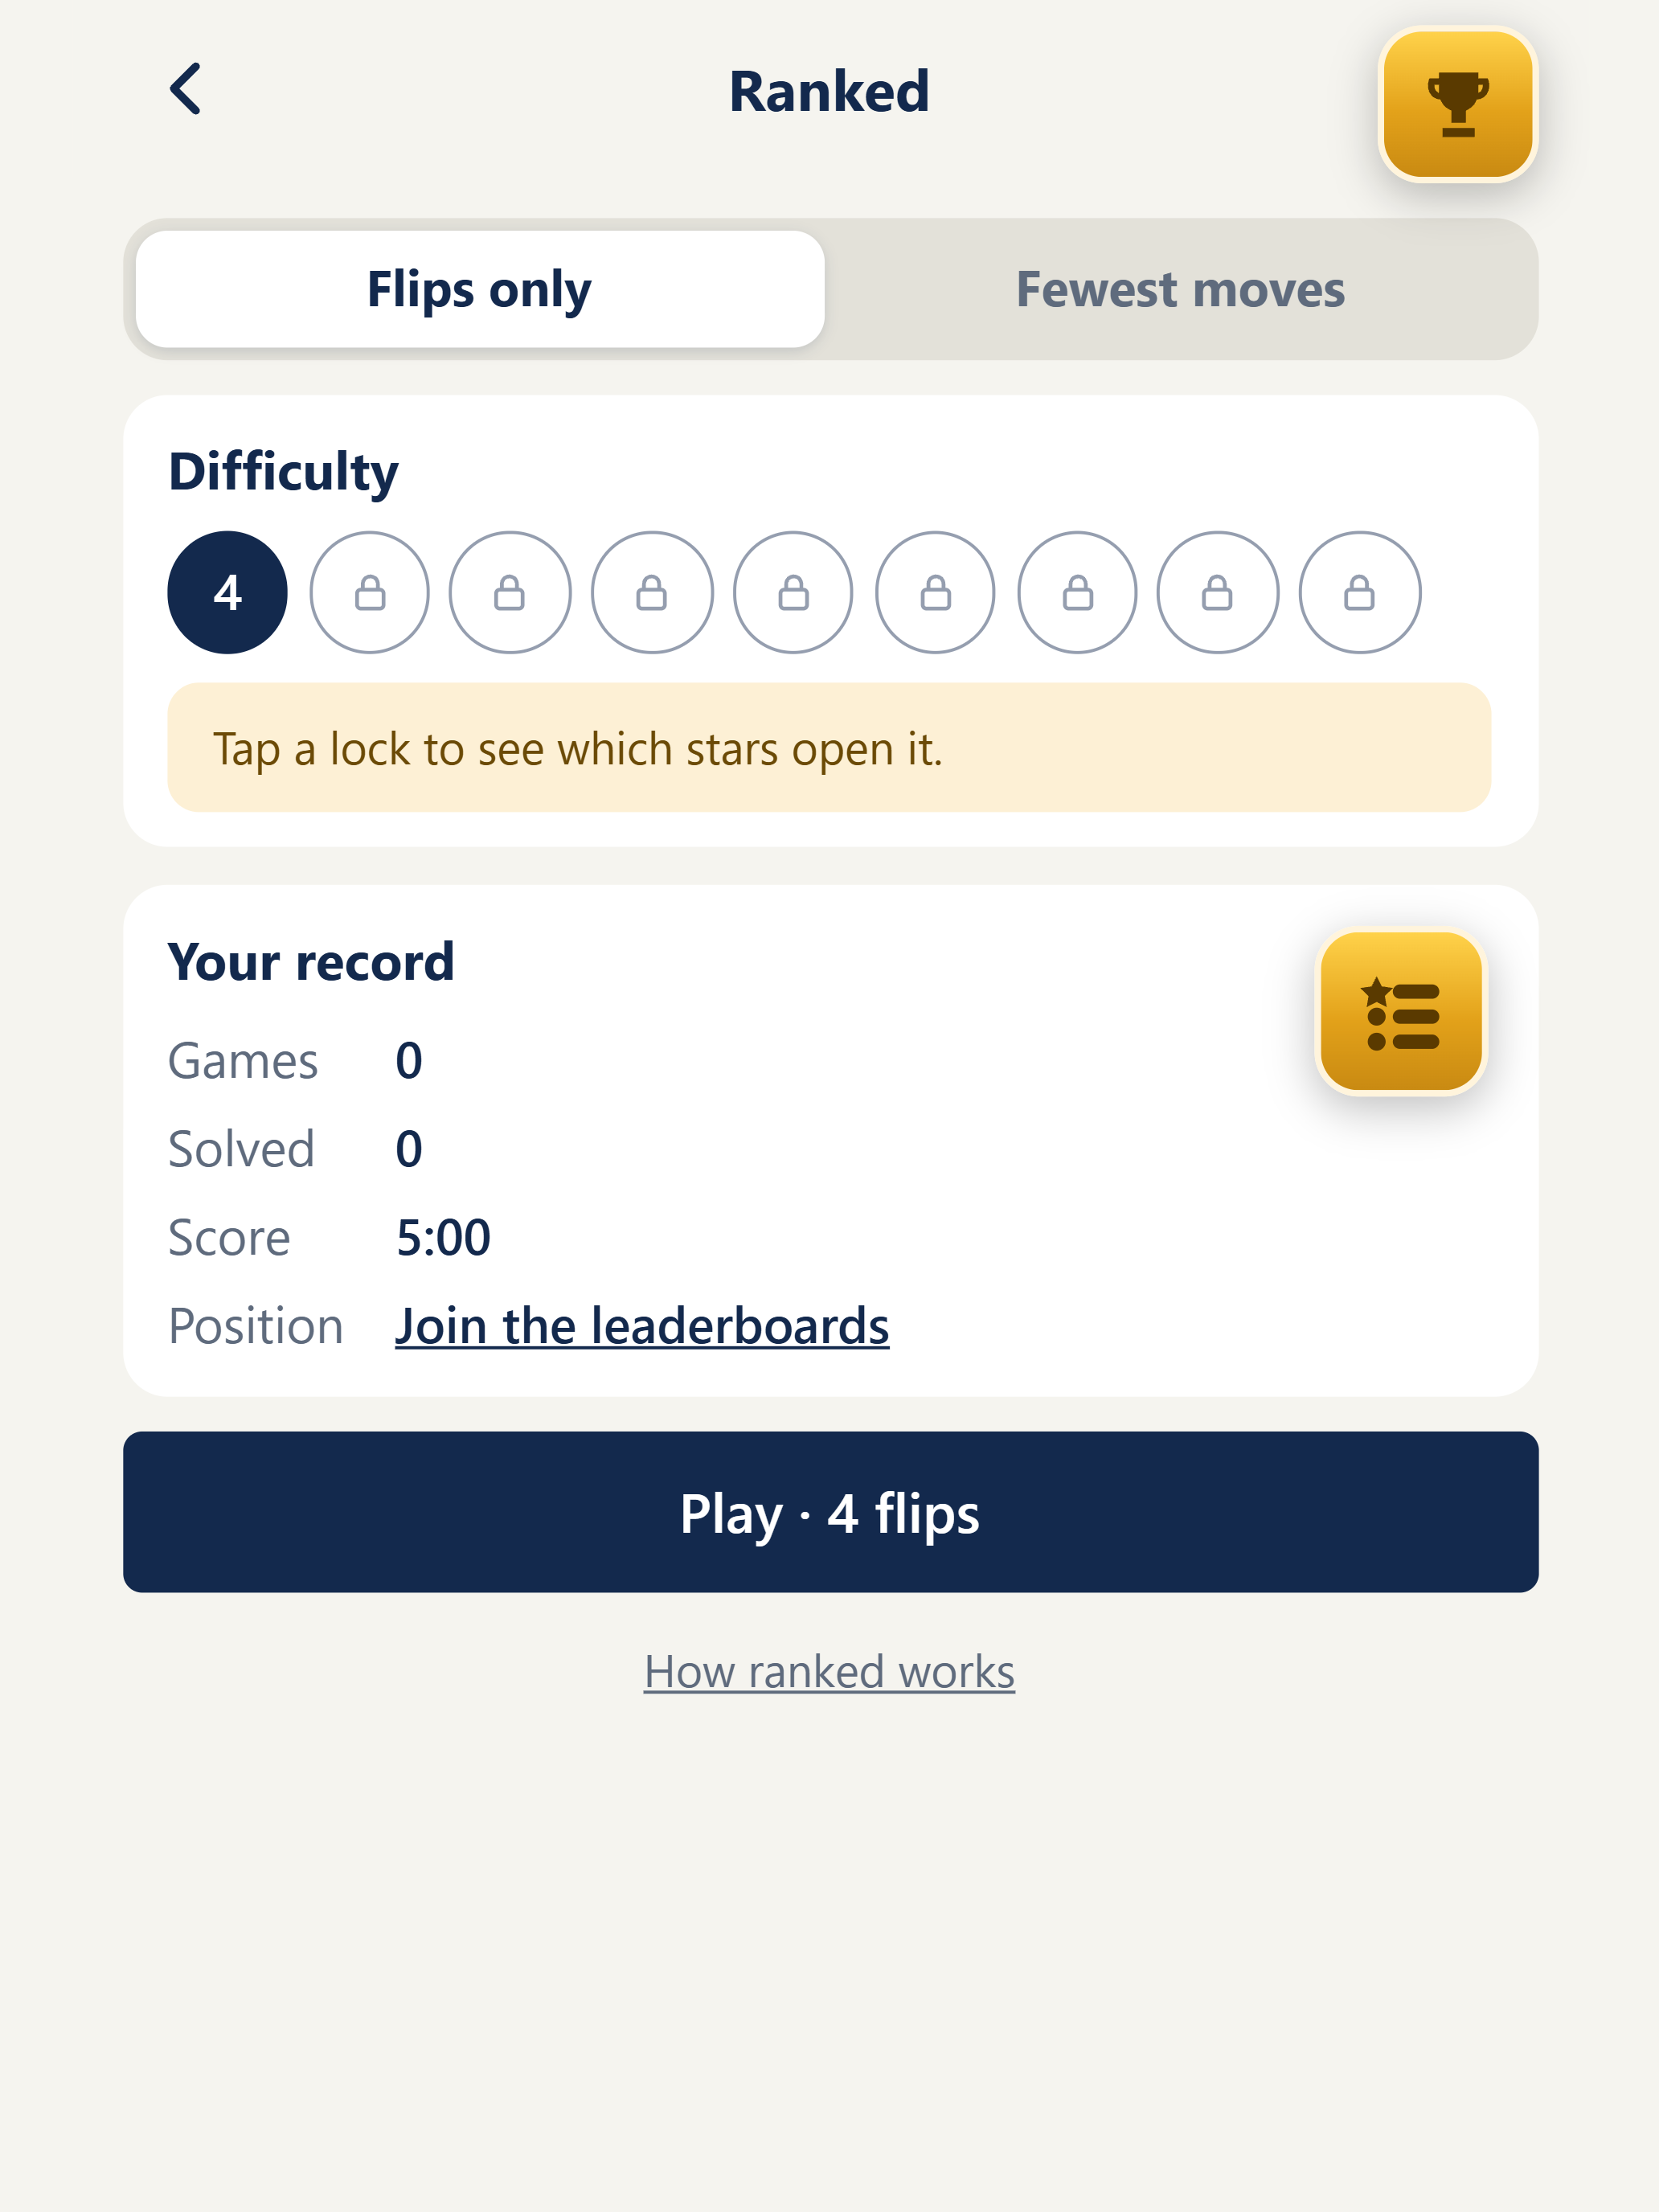 Ranked
Flips only
Fewest moves
Difficulty
4
Tap a lock to see which stars open it.
Your record
Games 0
Solved 0
Score 5:00
Position Join the leaderboards
Play · 4 flips
How ranked works